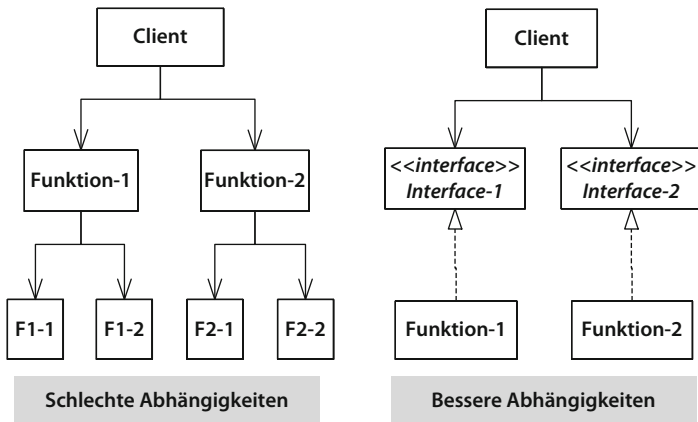 Client
Funktion-1
Funktion-2
F1-1
F1-2
F2-1
F2-2
Schlechte Abhängigkeiten
Client
<<interface>>
Interface-1
<<interface>>
Interface-2
Funktion-1
Funktion-2
Bessere Abhängigkeiten